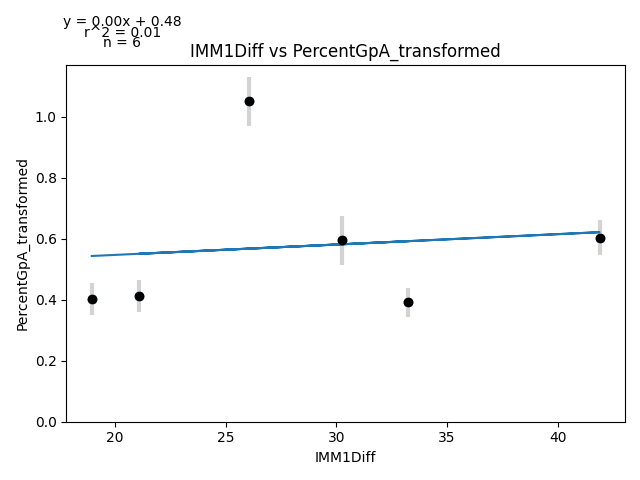 y = 0.00x + 0.48
r^2 = 0.01
n = 6
IMM1Diff vs PercentGpA_transformed
1.0
0.8
0.6
0.4
0.2
0.0
PercentGpA_transformed
20 25 30 35 40
IMM1Diff